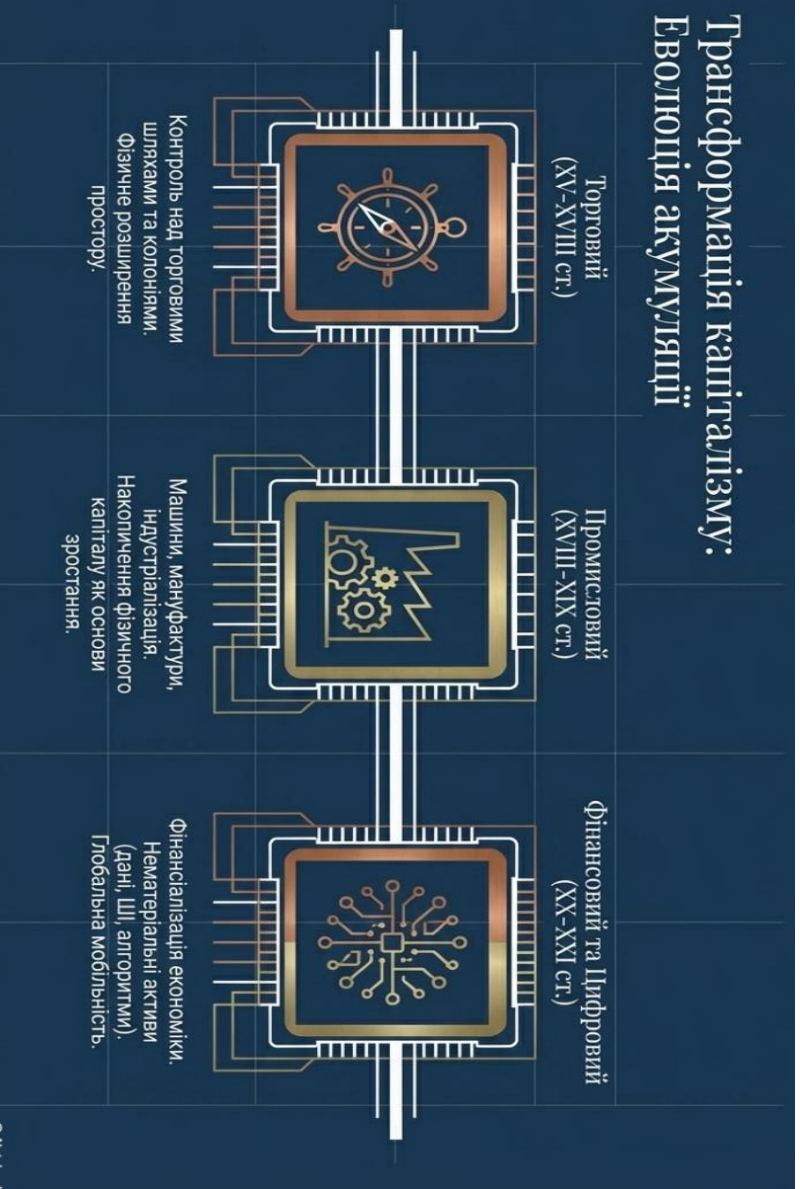 Трансформація капіталізму:
Еволюція акумуляції
Торговий
(XV-XVIII ст.)
Контроль над торговими
шляхами та колоніями.
Фізичне розширення
простору.
Промисловий
(XVIII-XIX ст.)
Машини, мануфактури,
індустріалізація.
Накопичення фізичного
капіталу як основи
зростання.
Фінансовий та Цифровий
(XX-XXI ст.)
Фінансіалізація економіки.
Нематеріальні активи
(дані, ШІ, алгоритми).
Глобальна мобільність.